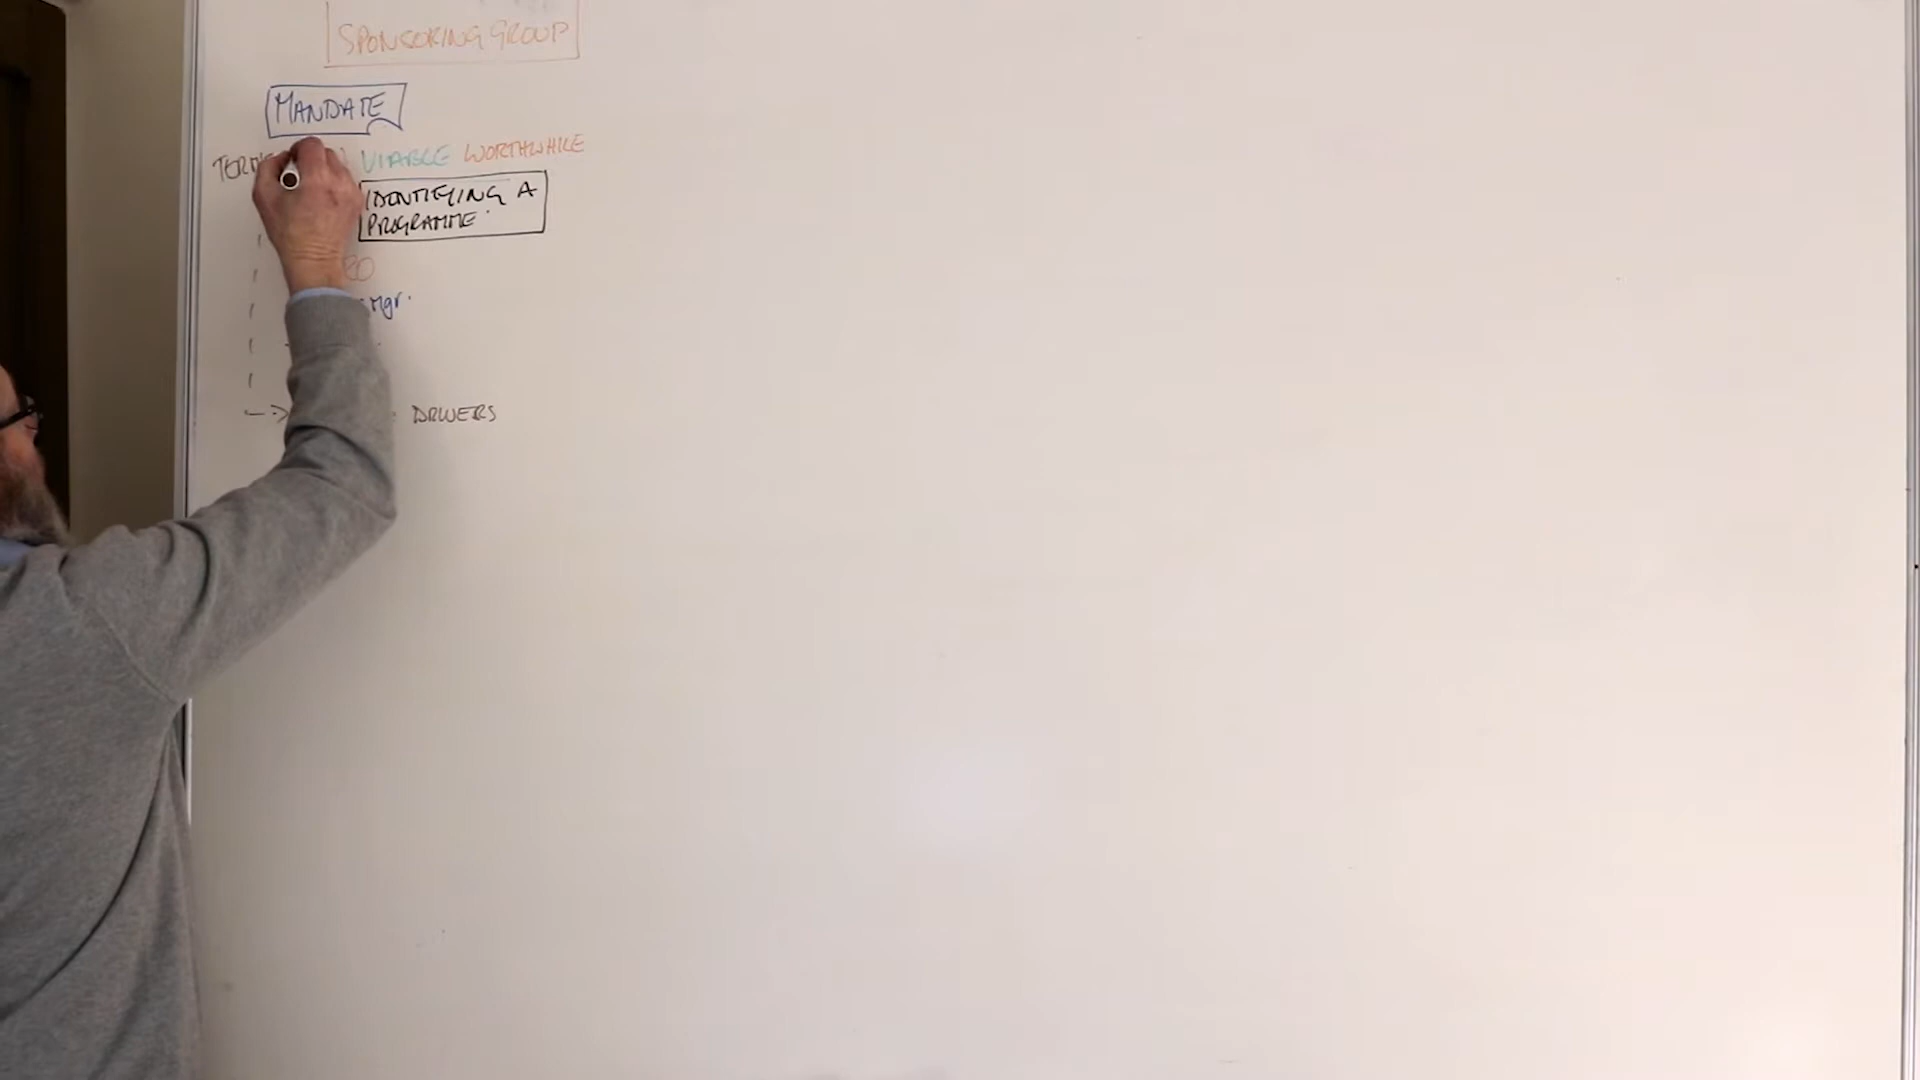 SPONSORING GROUP
MANDATE
VIABLE WORTHWHILE
IDENTIFYING A
PROGRAMME
Mgr.
DRIVERS